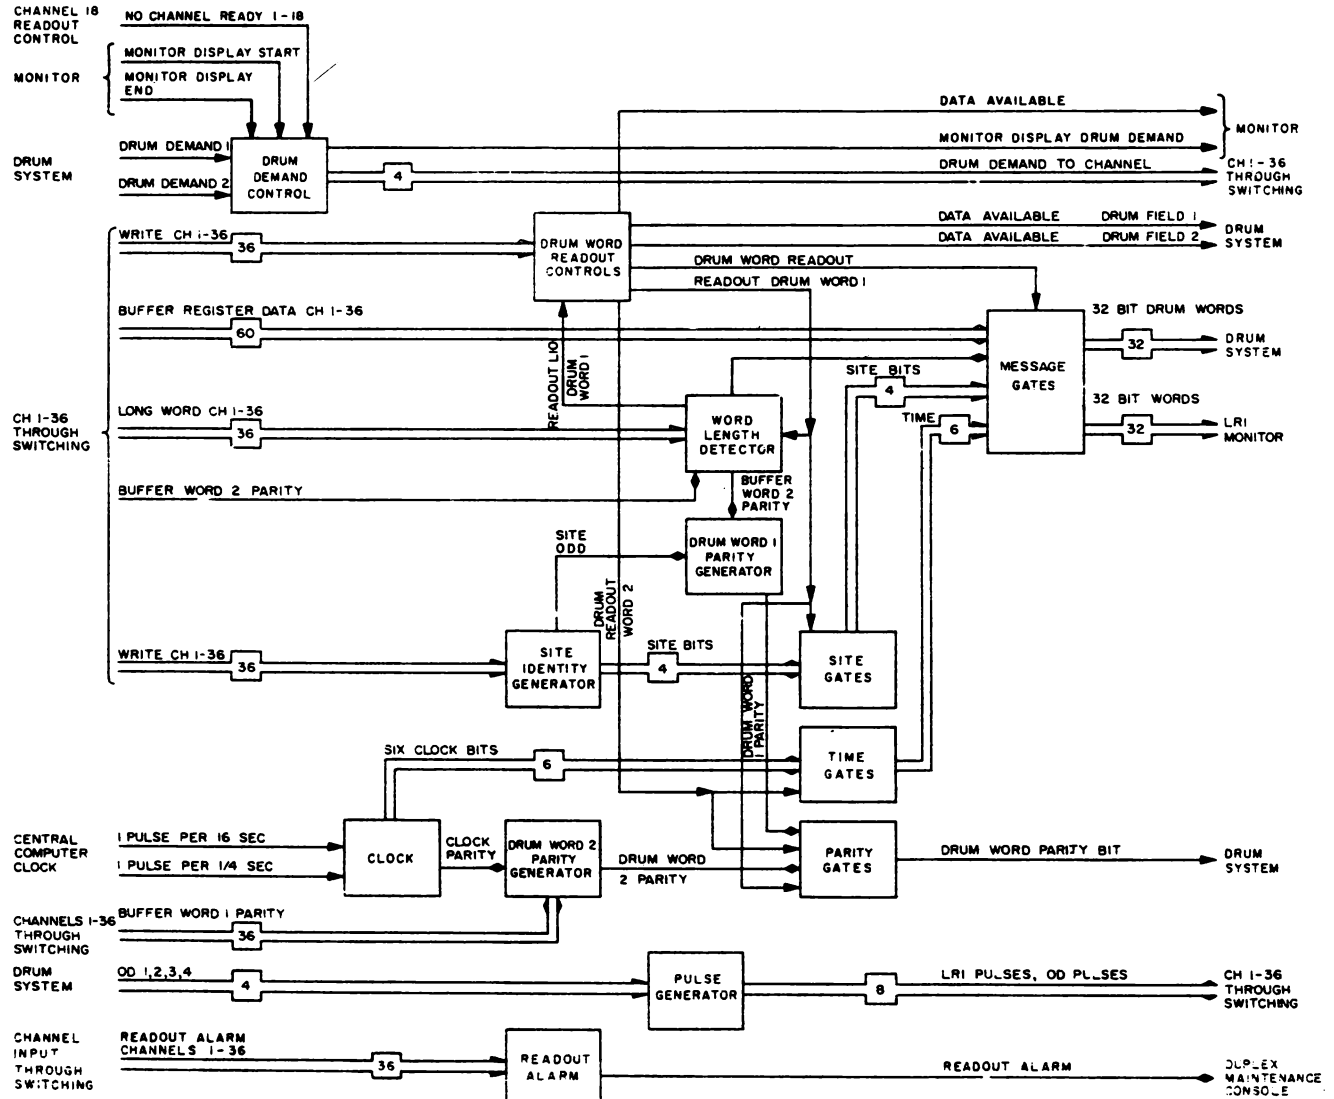 CHANNEL 18
READOUT
CONTROL
NO CHANNEL READY 1-18
MONITOR
MONITOR DISPLAY START
MONITOR DISPLAY
END
DATA AVAILABLE
MONITOR DISPLAY DRUM DEMAND
MONITOR
DRUM
SYSTEM
DRUM DEMAND 1
DRUM DEMAND 2
DRUM
DEMAND
CONTROL
4
DRUM DEMAND TO CHANNEL
CH 1-36
THROUGH
SWITCHING
WRITE CH 1-36
36
DRUM WORD
READOUT
CONTROLS
DATA AVAILABLE DRUM FIELD 1
DATA AVAILABLE DRUM FIELD 2
DRUM
SYSTEM
DRUM WORD READOUT
READOUT DRUM WORD 1
BUFFER REGISTER DATA CH 1-36
60
READOUT LIO
DRUM
WORD 1
MESSAGE
GATES
32 BIT DRUM WORDS
32
DRUM
SYSTEM
SITE BITS
4
32 BIT WORDS
32
LRI
MONITOR
TIME
6
CH 1-36
THROUGH
SWITCHING
LONG WORD CH 1-36
36
WORD
LENGTH
DETECTOR
BUFFER WORD 2 PARITY
BUFFER
WORD 2
PARITY
SITE
ODD
DRUM WORD 1
PARITY
GENERATOR
DRUM
READOUT
WORD 2
WRITE CH 1-36
36
SITE
IDENTITY
GENERATOR
SITE BITS
4
SITE
GATES
DRUM WORD
1 PARITY
SIX CLOCK BITS
6
TIME
GATES
CENTRAL
COMPUTER
CLOCK
1 PULSE PER 16 SEC
1 PULSE PER 1/4 SEC
CLOCK
CLOCK
PARITY
DRUM WORD 2
PARITY
GENERATOR
DRUM WORD
2 PARITY
PARITY
GATES
DRUM WORD PARITY BIT
DRUM
SYSTEM
CHANNELS 1-36
THROUGH
SWITCHING
BUFFER WORD 1 PARITY
36
DRUM
SYSTEM
OD 1,2,3,4
4
PULSE
GENERATOR
8
LRI PULSES, OD PULSES
CH 1-36
THROUGH
SWITCHING
CHANNEL
INPUT
THROUGH
SWITCHING
READOUT ALARM
CHANNELS 1-36
36
READOUT
ALARM
READOUT ALARM
DUPLEX
MAINTENANCE
CONSOLE